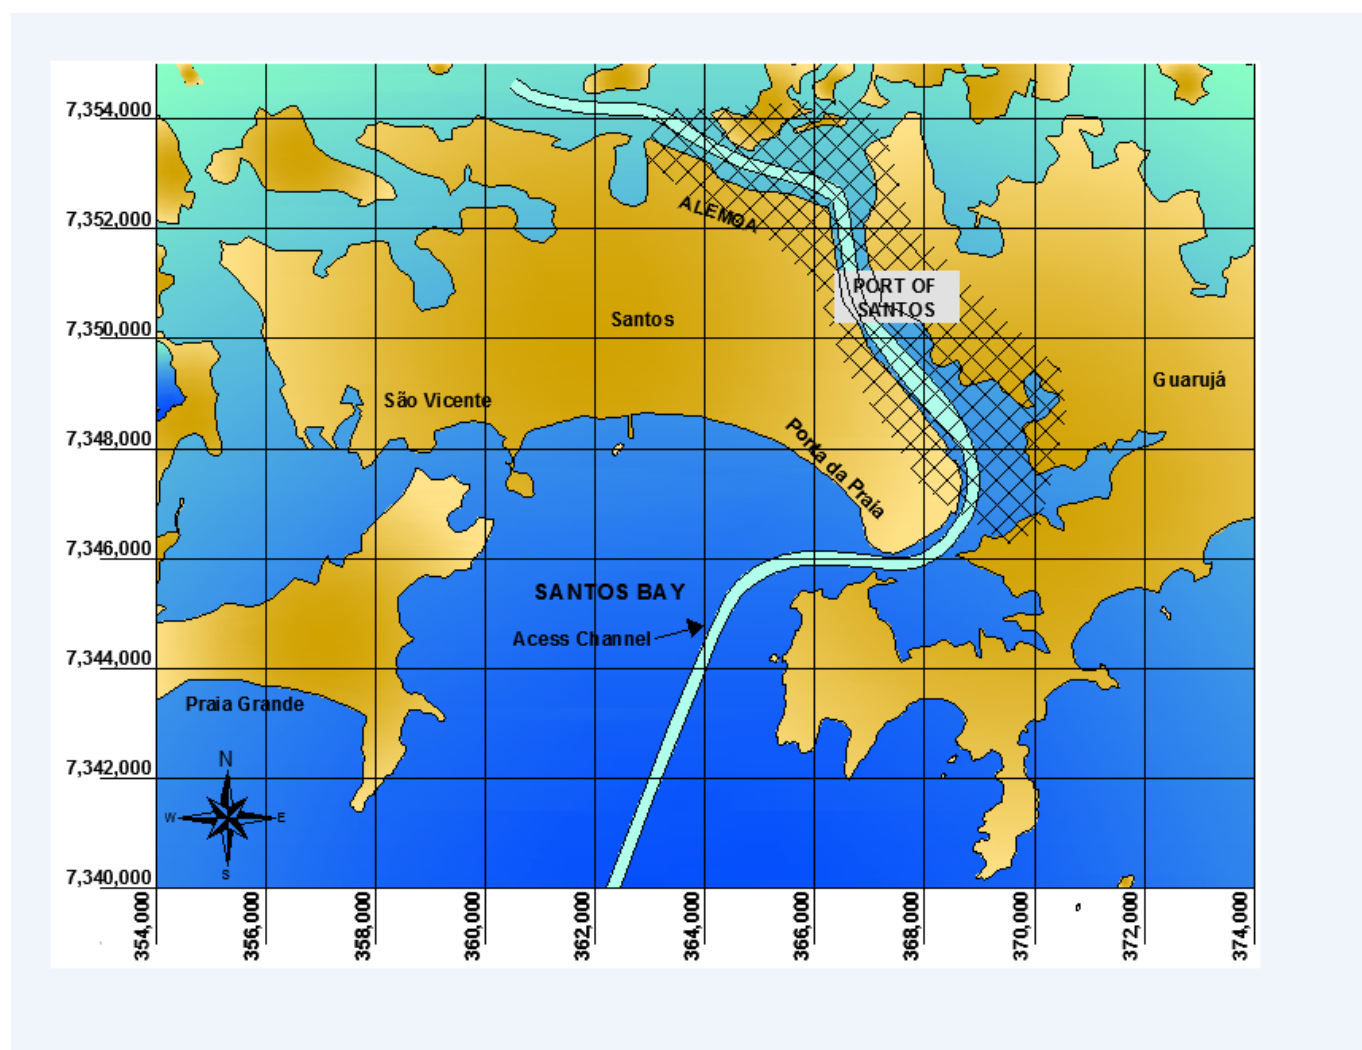 7,354,000
7,352,000
7,350,000
7,348,000
7,346,000
7,344,000
7,342,000
7,340,000
ALEMOA
PORT OF
SANTOS
Santos
Guarujá
São Vicente
Ponta da Praia
SANTOS BAY
Acess Channel
Praia Grande
N
W
E
S
354,000
356,000
358,000
360,000
362,000
364,000
366,000
368,000
370,000
372,000
374,000